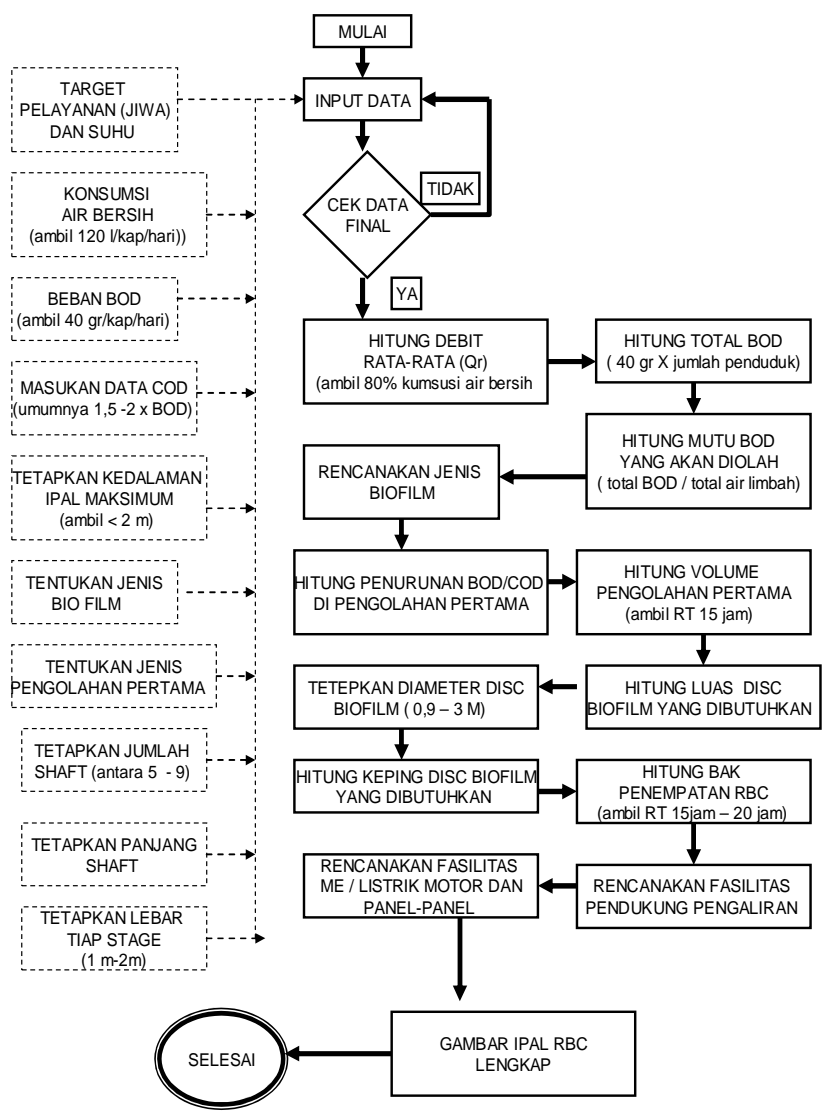 MULAI
INPUT DATA
CEK DATA
FINAL
TIDAK
YA
TARGET
PELAYANAN (JIWA)
DAN SUHU
KONSUMSI
AIR BERSIH
(ambil 120 l/kap/hari))
BEBAN BOD
(ambil 40 gr/kap/hari)
MASUKAN DATA COD
(umumnya 1,5 -2 x BOD)
TETAPKAN KEDALAMAN
IPAL MAKSIMUM
(ambil < 2 m)
TENTUKAN JENIS
BIO FILM
TENTUKAN JENIS
PENGOLAHAN PERTAMA
TETAPKAN JUMLAH
SHAFT (antara 5 - 9)
TETAPKAN PANJANG
SHAFT
TETAPKAN LEBAR
TIAP STAGE
(1 m-2m)
HITUNG DEBIT
RATA-RATA (Qr)
(ambil 80% kumsusi air bersih
HITUNG TOTAL BOD
( 40 gr X jumlah penduduk)
HITUNG MUTU BOD
YANG AKAN DIOLAH
( total BOD / total air limbah)
RENCANAKAN JENIS
BIOFILM
HITUNG PENURUNAN BOD/COD
DI PENGOLAHAN PERTAMA
HITUNG VOLUME
PENGOLAHAN PERTAMA
(ambil RT 15 jam)
HITUNG LUAS DISC
BIOFILM YANG DIBUTUHKAN
TETEPKAN DIAMETER DISC
BIOFILM ( 0,9 – 3 M)
HITUNG KEPING DISC BIOFILM
YANG DIBUTUHKAN
HITUNG BAK
PENEMPATAN RBC
(ambil RT 15jam – 20 jam)
RENCANAKAN FASILITAS
PENDUKUNG PENGALIRAN
RENCANAKAN FASILITAS
ME / LISTRIK MOTOR DAN
PANEL-PANEL
GAMBAR IPAL RBC
LENGKAP
SELESAI